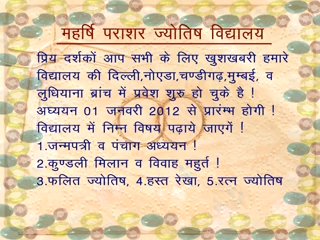 महर्षि पराशर ज्योतिष विद्यालय
प्रिय दर्शकों आप सभी के लिए खुशखबरी हमारे
विद्यालय की दिल्ली,नोएडा,चण्डीगढ़,मुम्बई, व
लुधियाना ब्रांच में प्रवेश शुरु हो चुके है !
अघ्ययन 01 जनवरी 2012 से प्रारंम्भ होगी !
विद्यालय में निम्न विषय पढ़ाये जाएगें !
1.जन्मपत्री व पंचाग अध्ययन !
2.कुण्डली मिलान व विवाह महुर्त !
3.फलित ज्योतिष, 4.हस्त रेखा, 5.रत्न ज्योतिष